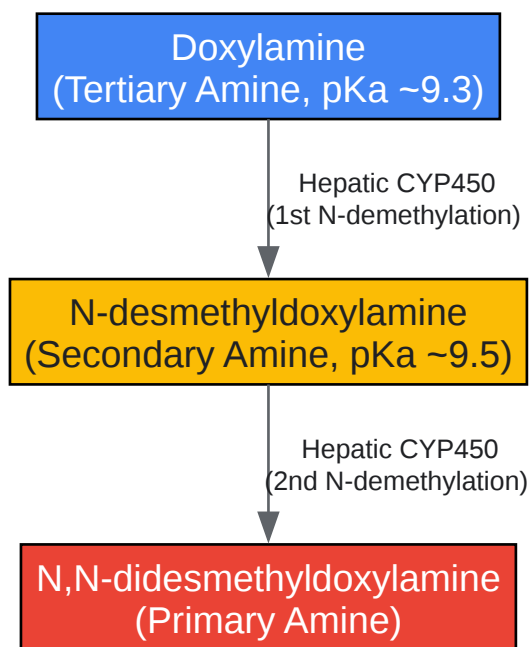 Doxylamine
(Tertiary Amine, pKa ~9.3)
Hepatic CYP450
(1st N-demethylation)
N-desmethyldoxylamine
(Secondary Amine, pKa ~9.5)
Hepatic CYP450
(2nd N-demethylation)
N,N-didesmethyldoxylamine
(Primary Amine)